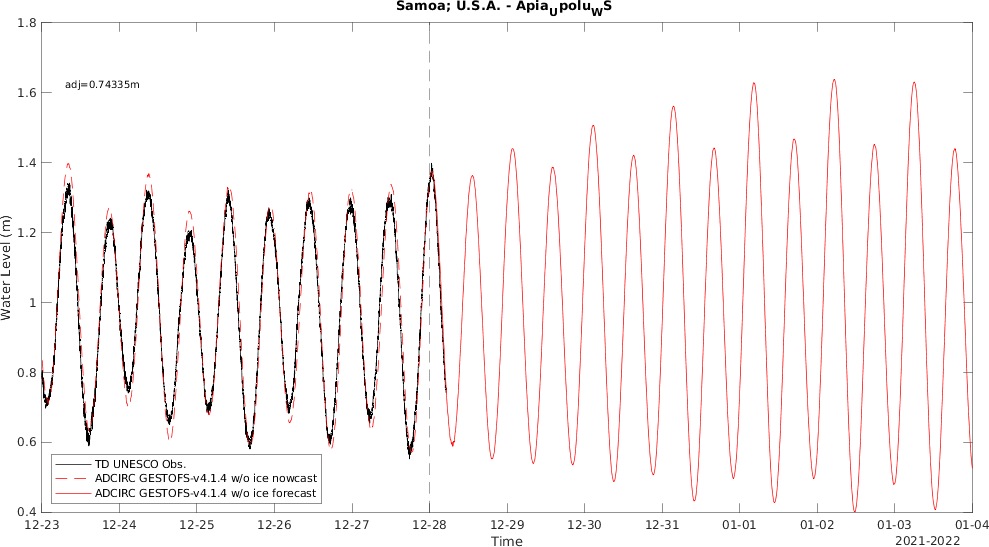 Samoa; U.S.A. - Apia_Upolu_WS
1.8
1.6
1.4
1.2
1
0.8
0.6
0.4
Water Level (m)
adj=0.74335m
TD UNESCO Obs.
ADCIRC GESTOFS-v4.1.4 w/o ice nowcast
ADCIRC GESTOFS-v4.1.4 w/o ice forecast
12-23 12-24 12-25 12-26 12-27 12-28 12-29 12-30 12-31 01-01 01-02 01-03 01-04
Time
2021-2022